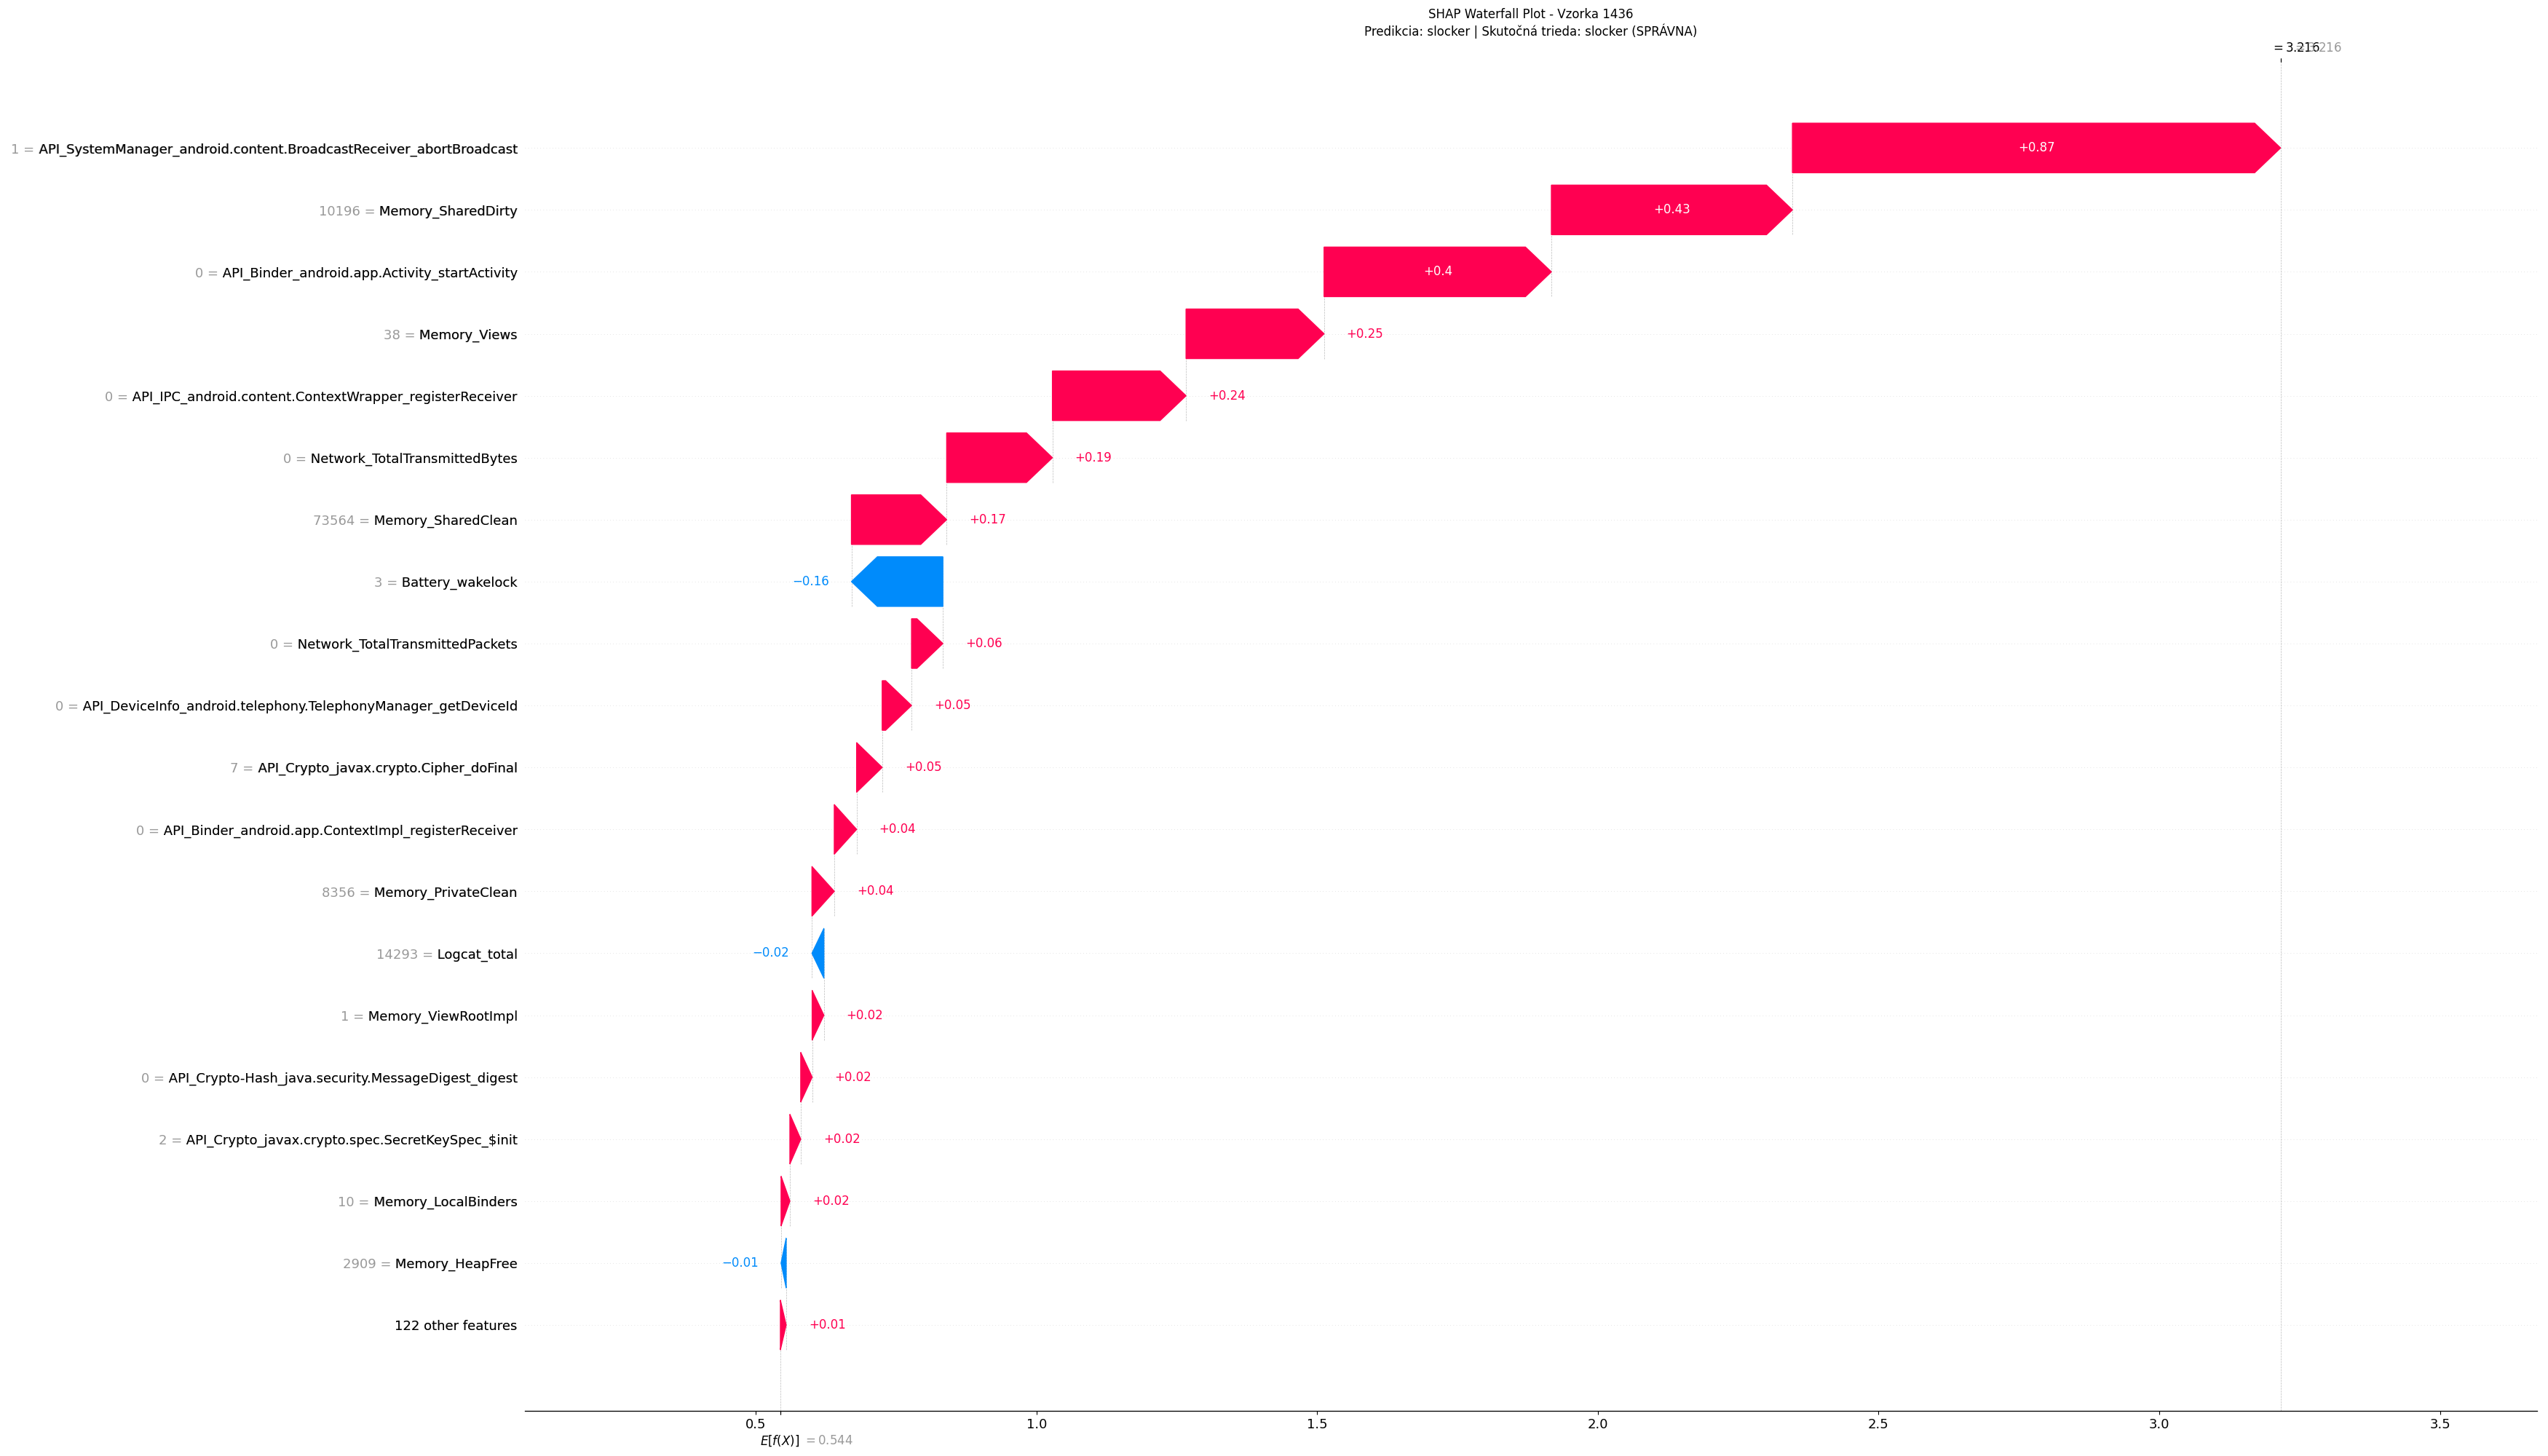 SHAP Waterfall Plot - Vzorka 1436
Predikcia: slocker | Skutočná trieda: slocker (SPRÁVNA)
= 3.216
1 = API_SystemManager_android.content.BroadcastReceiver_abortBroadcast +0.87
10196 = Memory_SharedDirty +0.43
0 = API_Binder_android.app.Activity_startActivity +0.4
38 = Memory_Views +0.25
0 = API_IPC_android.content.ContextWrapper_registerReceiver +0.24
0 = Network_TotalTransmittedBytes +0.19
73564 = Memory_SharedClean +0.17
3 = Battery_wakelock −0.16
0 = Network_TotalTransmittedPackets +0.06
0 = API_DeviceInfo_android.telephony.TelephonyManager_getDeviceId +0.05
7 = API_Crypto_javax.crypto.Cipher_doFinal +0.05
0 = API_Binder_android.app.ContextImpl_registerReceiver +0.04
8356 = Memory_PrivateClean +0.04
14293 = Logcat_total −0.02
1 = Memory_ViewRootImpl +0.02
0 = API_Crypto-Hash_java.security.MessageDigest_digest +0.02
2 = API_Crypto_javax.crypto.spec.SecretKeySpec_$init +0.02
10 = Memory_LocalBinders +0.02
2909 = Memory_HeapFree −0.01
122 other features +0.01
0.5 1.0 1.5 2.0 2.5 3.0 3.5
E[f(X)] = 0.544